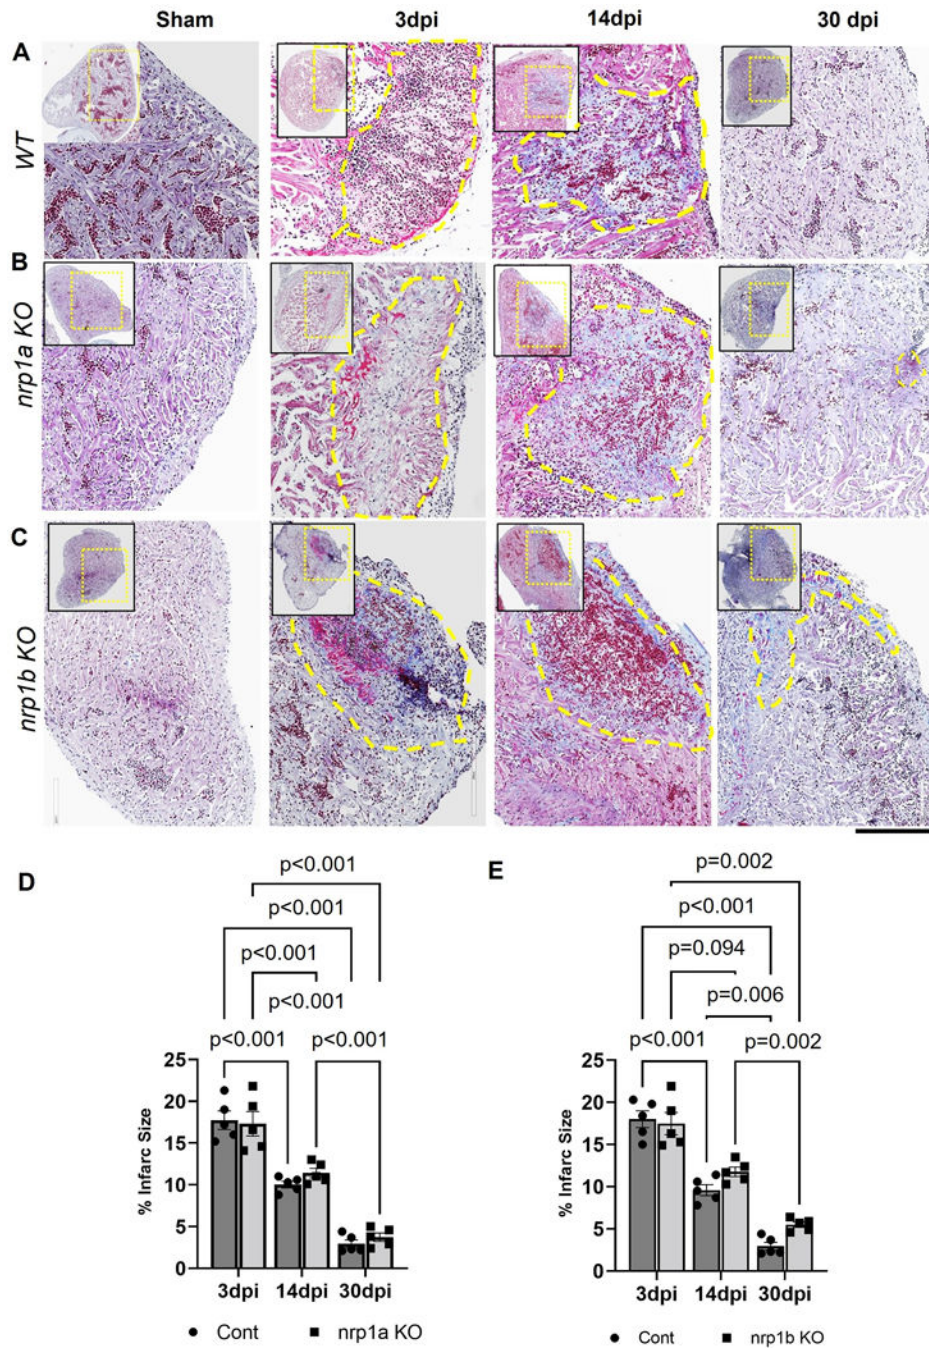 Sham 3dpi 14dpi 30 dpi
A
WT
B
nrp1a KO
C
nrp1b KO
D
p<0.001
p<0.001
p<0.001
p<0.001
p<0.001 p<0.001
% Infarc Size
25
20
15
10
5
0
3dpi 14dpi 30dpi
Cont nrp1a KO
E
p=0.002
p<0.001
p=0.094
p=0.006
p<0.001 p=0.002
% Infarc Size
25
20
15
10
5
0
3dpi 14dpi 30dpi
Cont nrp1b KO